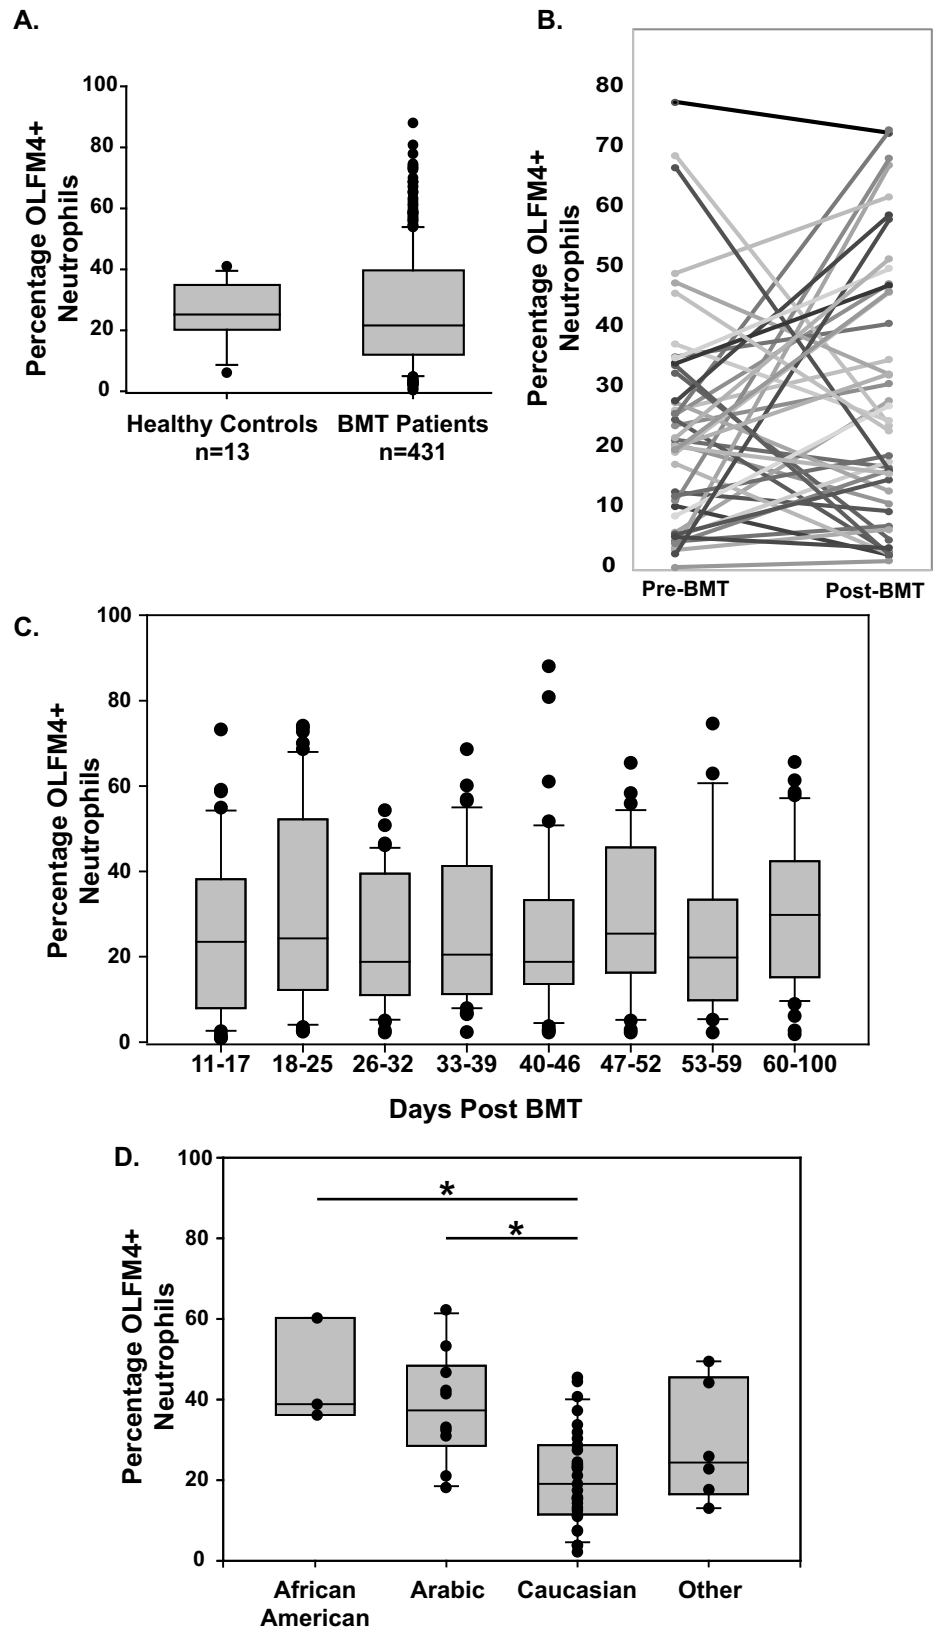 A.
Percentage OLFM4+
Neutrophils
100
80
60
40
20
0
Healthy Controls
n=13
BMT Patients
n=431
B.
Percentage OLFM4+
Neutrophils
80
70
60
50
40
30
20
10
0
Pre-BMT
Post-BMT
C.
Percentage OLFM4+
Neutrophils
100
80
60
40
20
0
11-17
18-25
26-32
33-39
40-46
47-52
53-59
60-100
Days Post BMT
D.
Percentage OLFM4+
Neutrophils
100
80
60
40
20
0
*
*
African
American
Arabic
Caucasian
Other